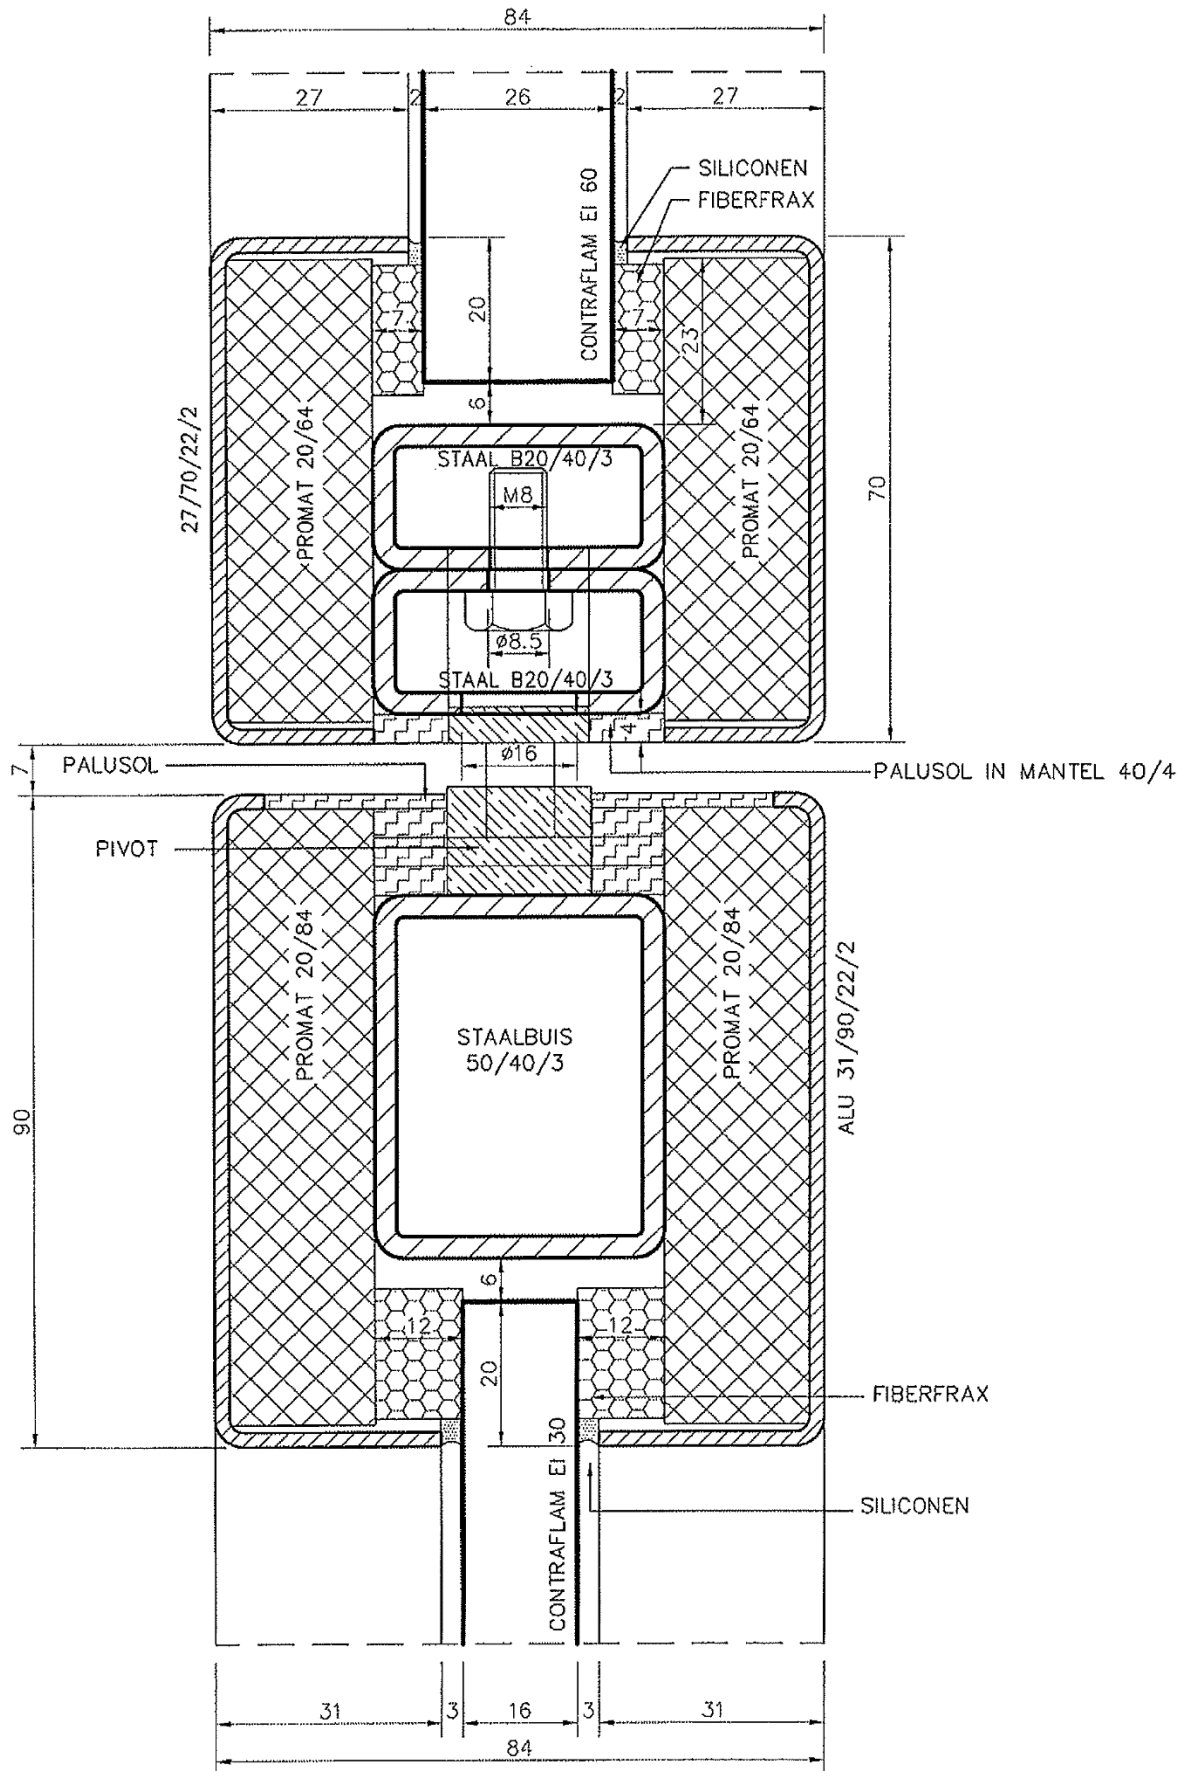 84
27
2
26
2
27
SILICONEN
FIBERFRAX
CONTRAFLAM EI 60
20
7
7
23
6
27/70/22/2
PROMAT 20/64
STAAL B20/40/3
M8
PROMAT 20/64
70
ø8.5
STAAL B20/40/3
4
7
PALUSOL
ø16
PALUSOL IN MANTEL 40/4
PIVOT
PROMAT 20/84
PROMAT 20/84
STAALBUIS
50/40/3
ALU 31/90/22/2
90
6
12
12
20
FIBERFRAX
CONTRAFLAM EI 30
SILICONEN
31
3
16
3
31
84